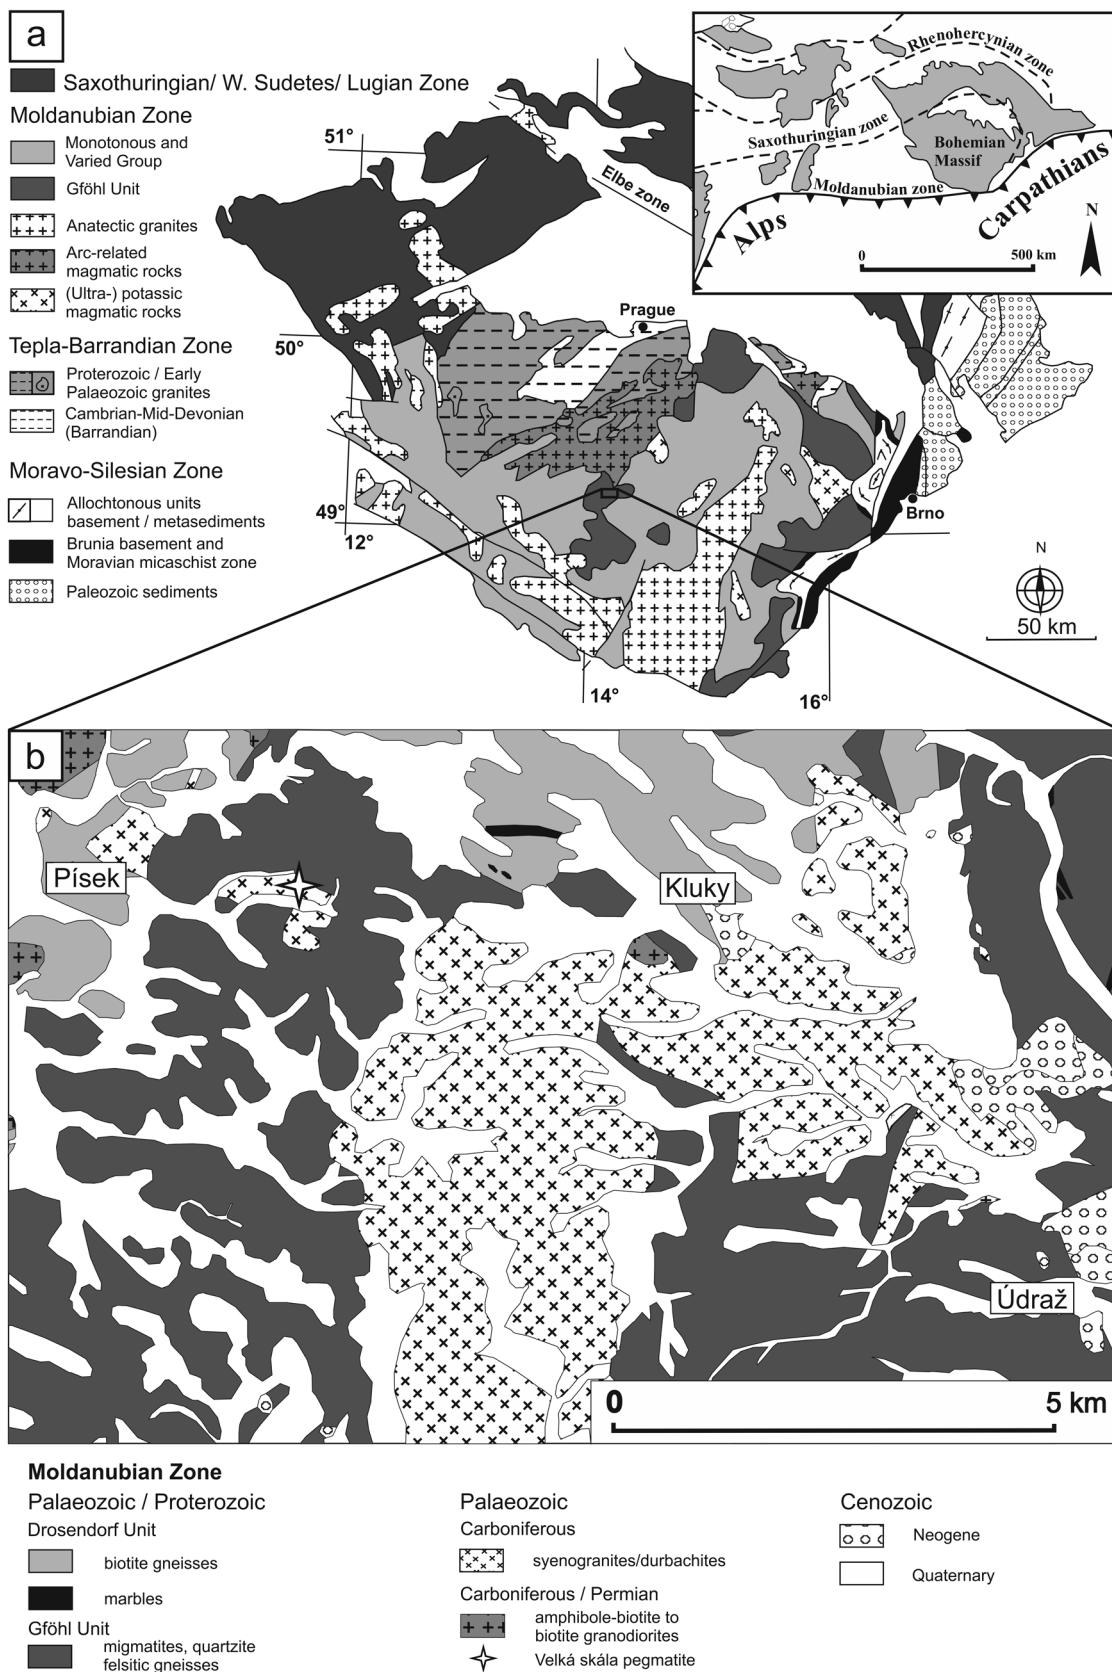 a
Saxothuringian/ W. Sudetes/ Lugian Zone
Moldanubian Zone
Monotonous and
Varied Group
Gföhl Unit
Anatectic granites
Arc-related
magmatic rocks
(Ultra-) potassic
magmatic rocks
Tepla-Barrandian Zone
Proterozoic / Early
Palaeozoic granites
Cambrian-Mid-Devonian
(Barrandian)
Moravo-Silesian Zone
Allochtonous units
basement / metasediments
Brunia basement and
Moravian micaschist zone
Paleozoic sediments
51°
50°
49°
12°
14°
16°
Elbe zone
Prague
Brno
N
50 km
Rhenohercynian zone
Saxothuringian zone
Bohemian
Massif
Moldanubian zone
Alps
Carpathians
N
0
500 km
b
Písek
Kluky
Údraž
0
5 km
Moldanubian Zone
Palaeozoic / Proterozoic
Drosendorf Unit
biotite gneisses
marbles
Gföhl Unit
migmatites, quartzite
felsitic gneisses
Palaeozoic
Carboniferous
syenogranites/durbachites
Carboniferous / Permian
amphibole-biotite to
biotite granodiorites
Velká skála pegmatite
Cenozoic
Neogene
Quaternary